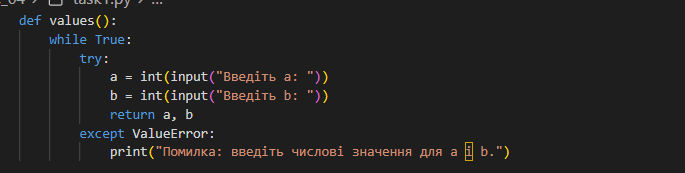 task1.py > ...
def values():
    while True:
        try:
            a = int(input("Введіть a: "))
            b = int(input("Введіть b: "))
            return a, b
        except ValueError:
            print("Помилка: введіть числові значення для a і b.")